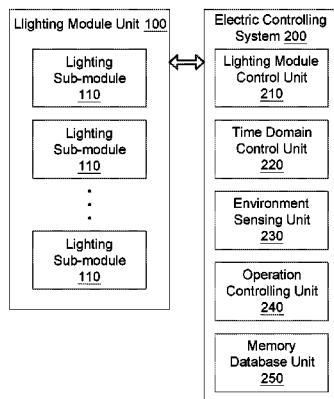 Llighting Module Unit 100
Lighting
Sub-module
110
Lighting
Sub-module
110
Lighting
Sub-module
110
Electric Controlling
System 200
Lighting Module
Control Unit
210
Time Domain
Control Unit
220
Environment
Sensing Unit
230
Operation
Controlling Unit
240
Memory
Database Unit
250